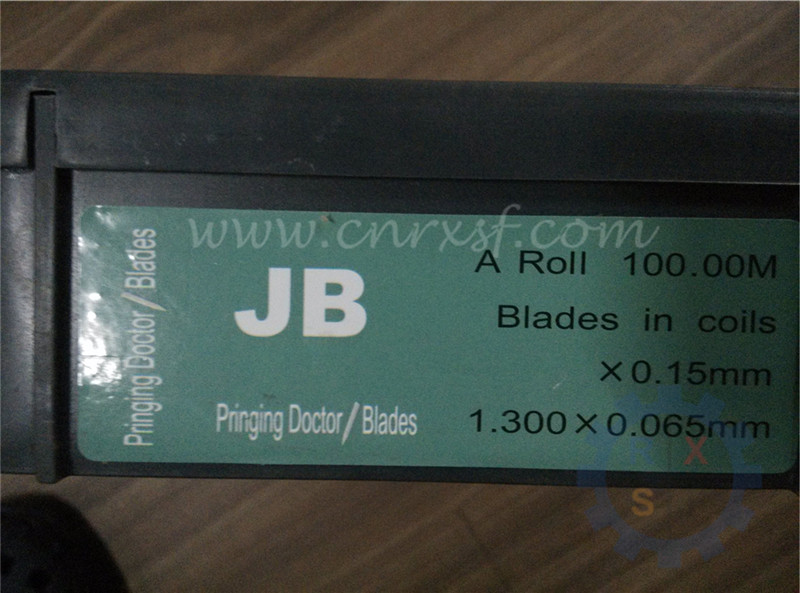 www.cnrxsf.com
Pringing Doctor/Blades
JB
Pringing Doctor/Blades
A Roll 100.00M
Blades in coils
×0.15mm
1.300×0.065mm
R X
S